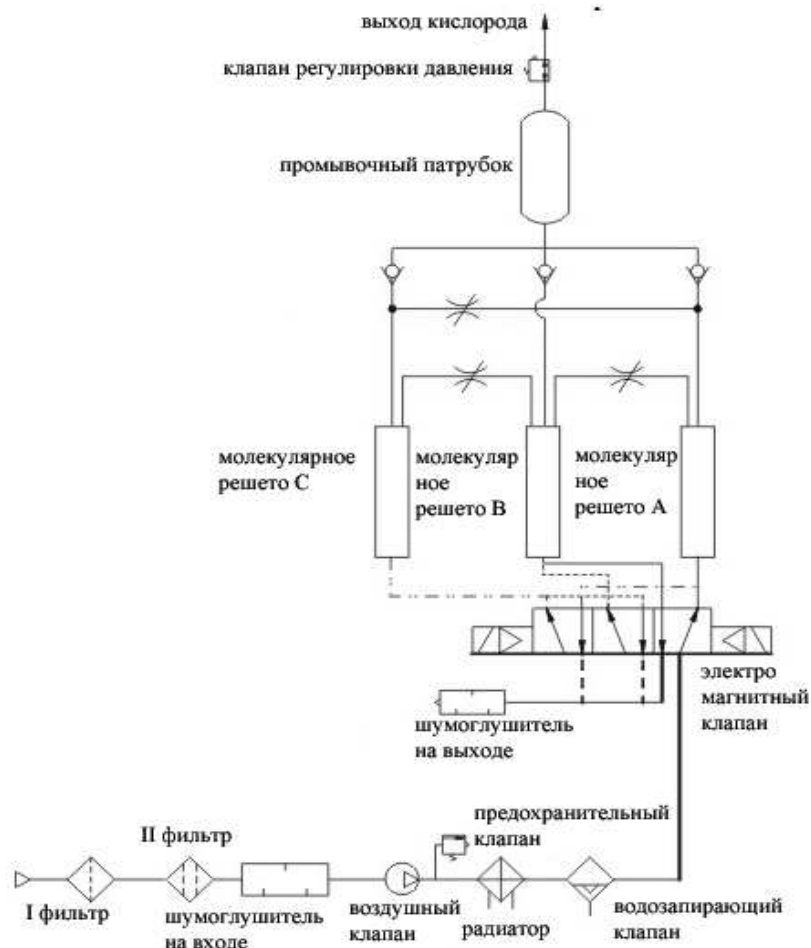 выход кислорода
клапан регулировки давления
промывочный патрубок
молекулярное
решето С
молекуляр
ное
решето В
молекуляр
ное
решето А
электро
магнитный
клапан
шумоглушитель
на выходе
предохранительный
клапан
II фильтр
I фильтр
шумоглушитель
на входе
воздушный
клапан
радиатор
водозапирающий
клапан